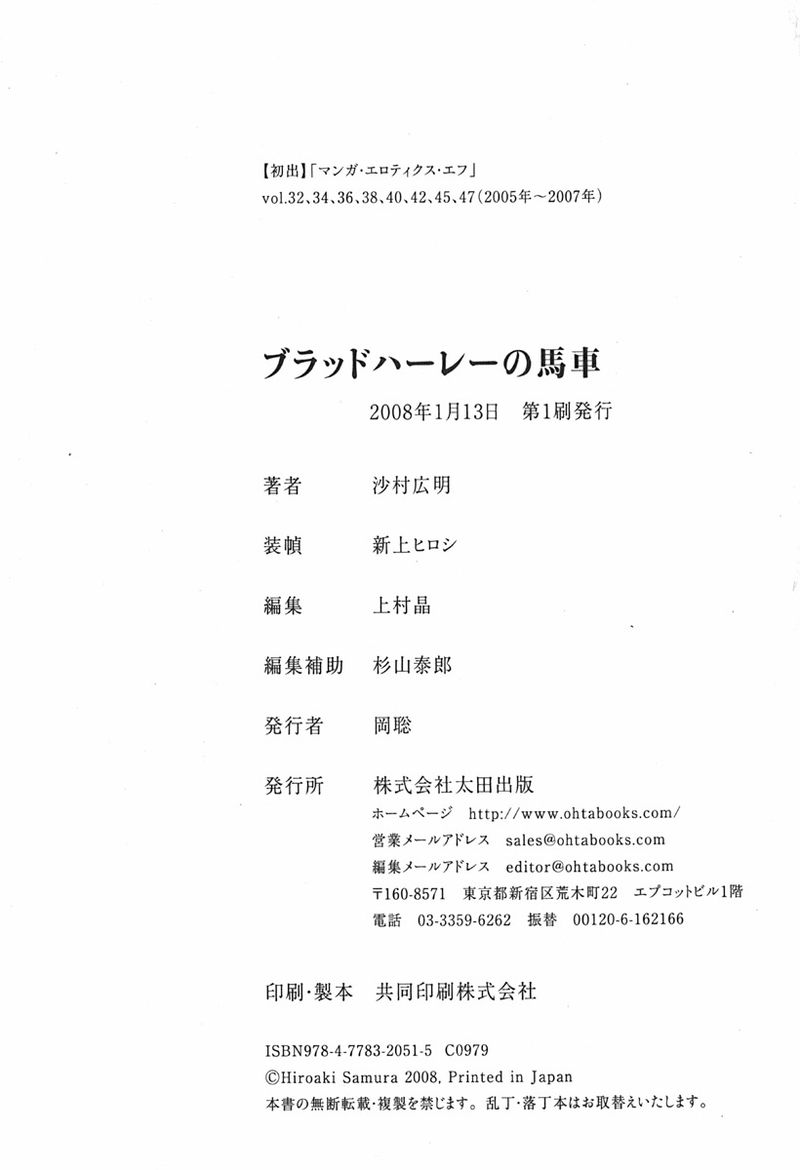 【初出】「マンガ・エロティクス・エフ」
vol.32、34、36、38、40、42、45、47（2005年～2007年）
ブラッドハーレーの馬車
2008年1月13日　第1刷発行
著者　沙村広明
装幀　新上ヒロシ
編集　上村晶
編集補助　杉山泰郎
発行者　岡聡
発行所　株式会社太田出版
ホームページ　http://www.ohtabooks.com/
営業メールアドレス　sales@ohtabooks.com
編集メールアドレス　editor@ohtabooks.com
〒160-8571　東京都新宿区荒木町22　エプコットビル1階
電話　03-3359-6262　振替　00120-6-162166
印刷・製本　共同印刷株式会社
ISBN978-4-7783-2051-5　C0979
©Hiroaki Samura 2008, Printed in Japan
本書の無断転載・複製を禁じます。乱丁・落丁本はお取替えいたします。